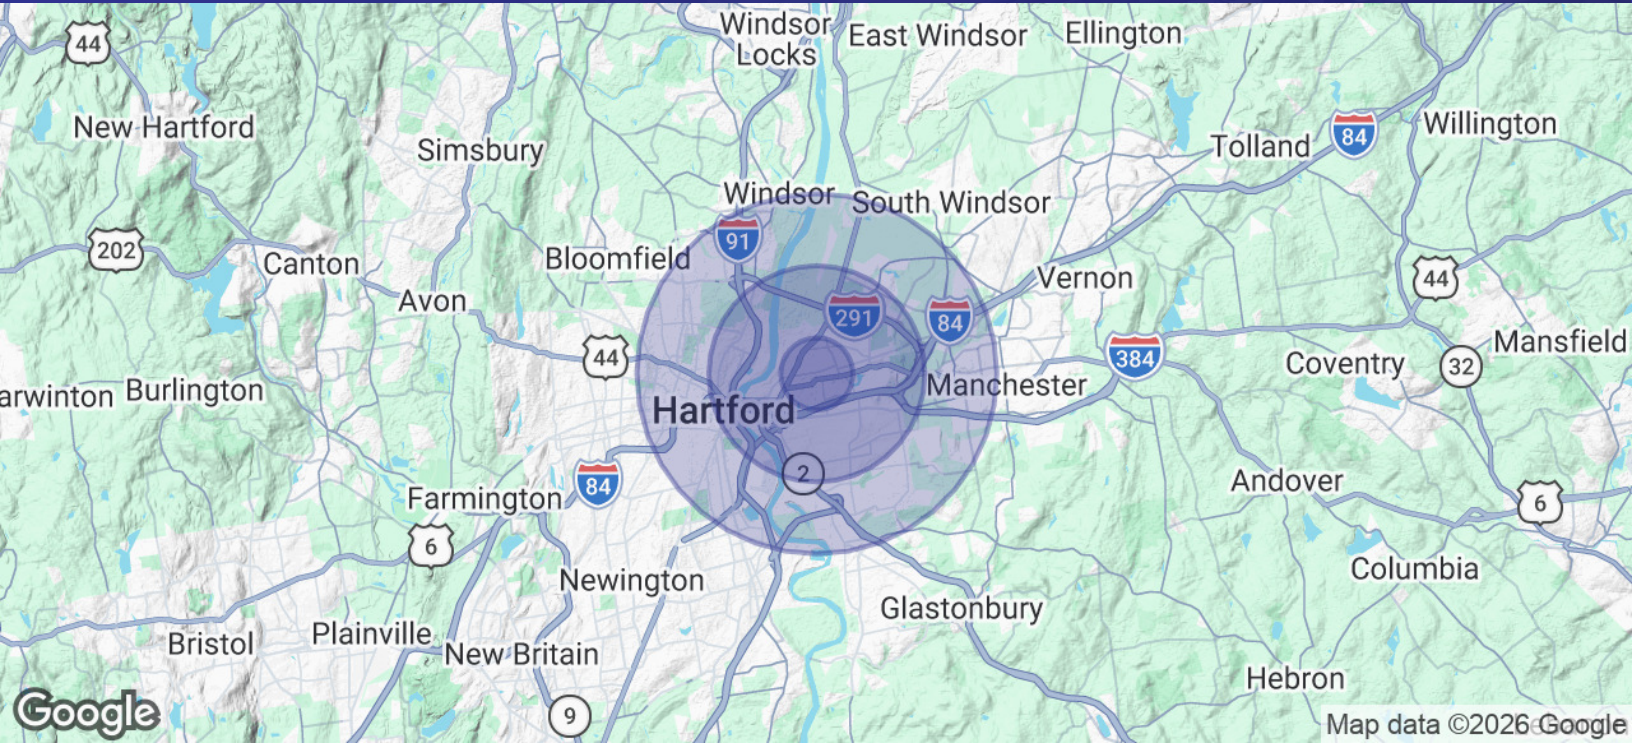 Windsor
Locks
East Windsor
Ellington
44
New Hartford
Simsbury
Tolland
84
Willington
Windsor
South Windsor
202
Canton
Bloomfield
91
Vernon
44
Avon
291
84
44
384
Coventry
32
Mansfield
arwinton
Burlington
Hartford
Manchester
2
Farmington
84
Andover
6
6
Newington
Columbia
Glastonbury
Bristol
Plainville
New Britain
Hebron
Google
9
Map data ©2026 Google